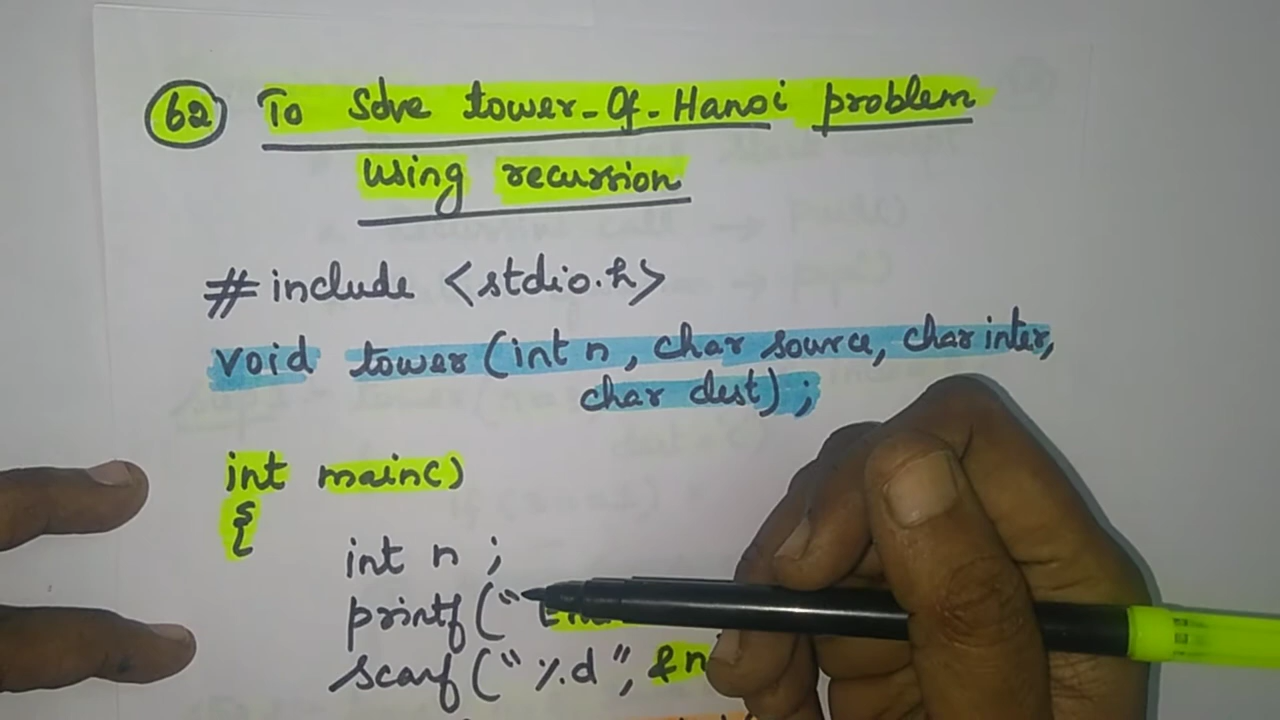 62 To Solve tower-Of-Hanoi problem
using recursion
#include <stdio.h>
void tower(int n, char source, char inter,
char dest);
int main()
{
int n;
printf("
scanf("%d", &n